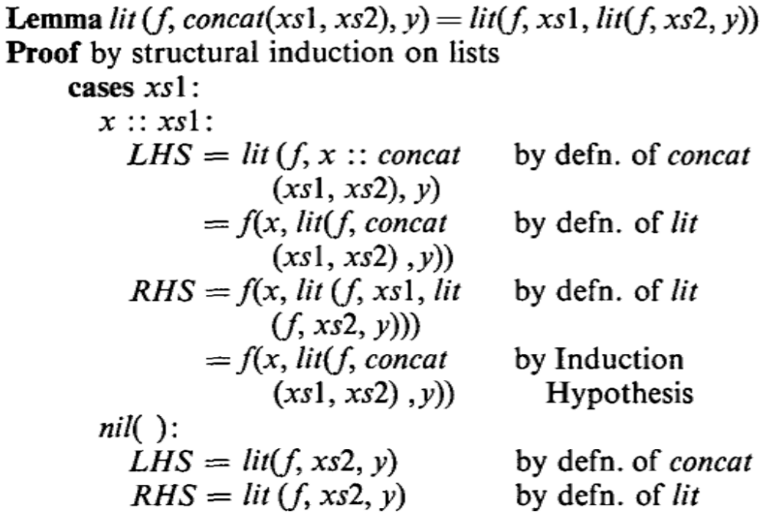 Lemma lit (f, concat(xs1, xs2), y) = lit(f, xs1, lit(f, xs2, y))
Proof by structural induction on lists
cases xs1:
x :: xs1:
LHS = lit (f, x :: concat by defn. of concat
(xs1, xs2), y)
= f(x, lit(f, concat by defn. of lit
(xs1, xs2) ,y))
RHS = f(x, lit (f, xs1, lit by defn. of lit
(f, xs2, y)))
= f(x, lit(f, concat by Induction
(xs1, xs2) ,y)) Hypothesis
nil( ):
LHS = lit(f, xs2, y) by defn. of concat
RHS = lit (f, xs2, y) by defn. of lit